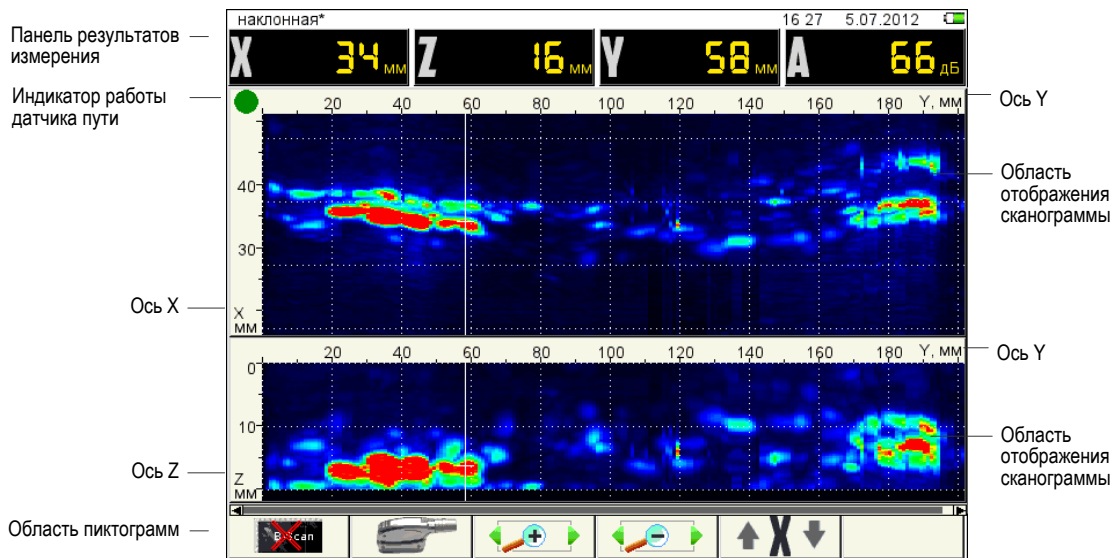 наклонная* 16 27 5.07.2012
Панель результатов
измерения
X 34 мм Z 16 мм Y 58 мм A 66 дБ
Индикатор работы
датчика пути
20 40 60 80 100 120 140 160 180 Y, мм
Ось Y
Область
отображения
сканограммы
40
30
Ось X
X
мм
20 40 60 80 100 120 140 160 180 Y, мм
Ось Y
0
10
Область
отображения
сканограммы
Ось Z
Z
мм
Область пиктограмм
B-Scan
X